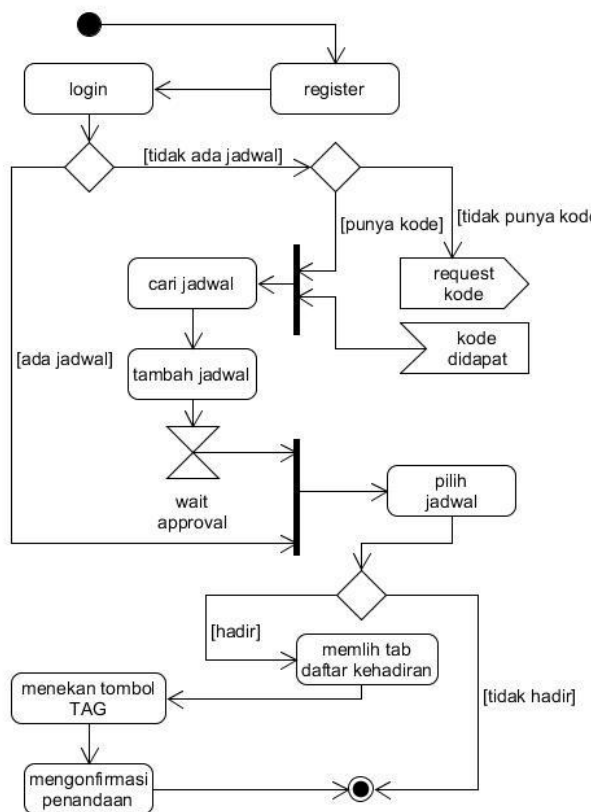 login
register
[tidak ada jadwal]
[punya kode]
[tidak punya kode
cari jadwal
request
kode
kode
didapat
[ada jadwal]
tambah jadwal
wait
approval
pilih
jadwal
[hadir]
memlih tab
daftar kehadiran
[tidak hadir]
menekan tombol
TAG
mengonfirmasi
penandaan